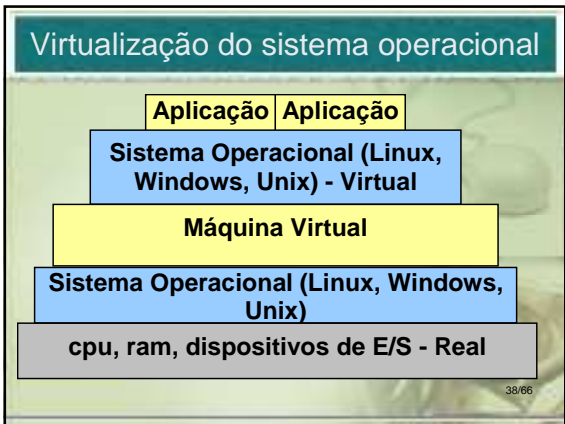 Virtualização do sistema operacional
Aplicação Aplicação
Sistema Operacional (Linux,
Windows, Unix) - Virtual
Máquina Virtual
Sistema Operacional (Linux, Windows,
Unix)
cpu, ram, dispositivos de E/S - Real
38/66